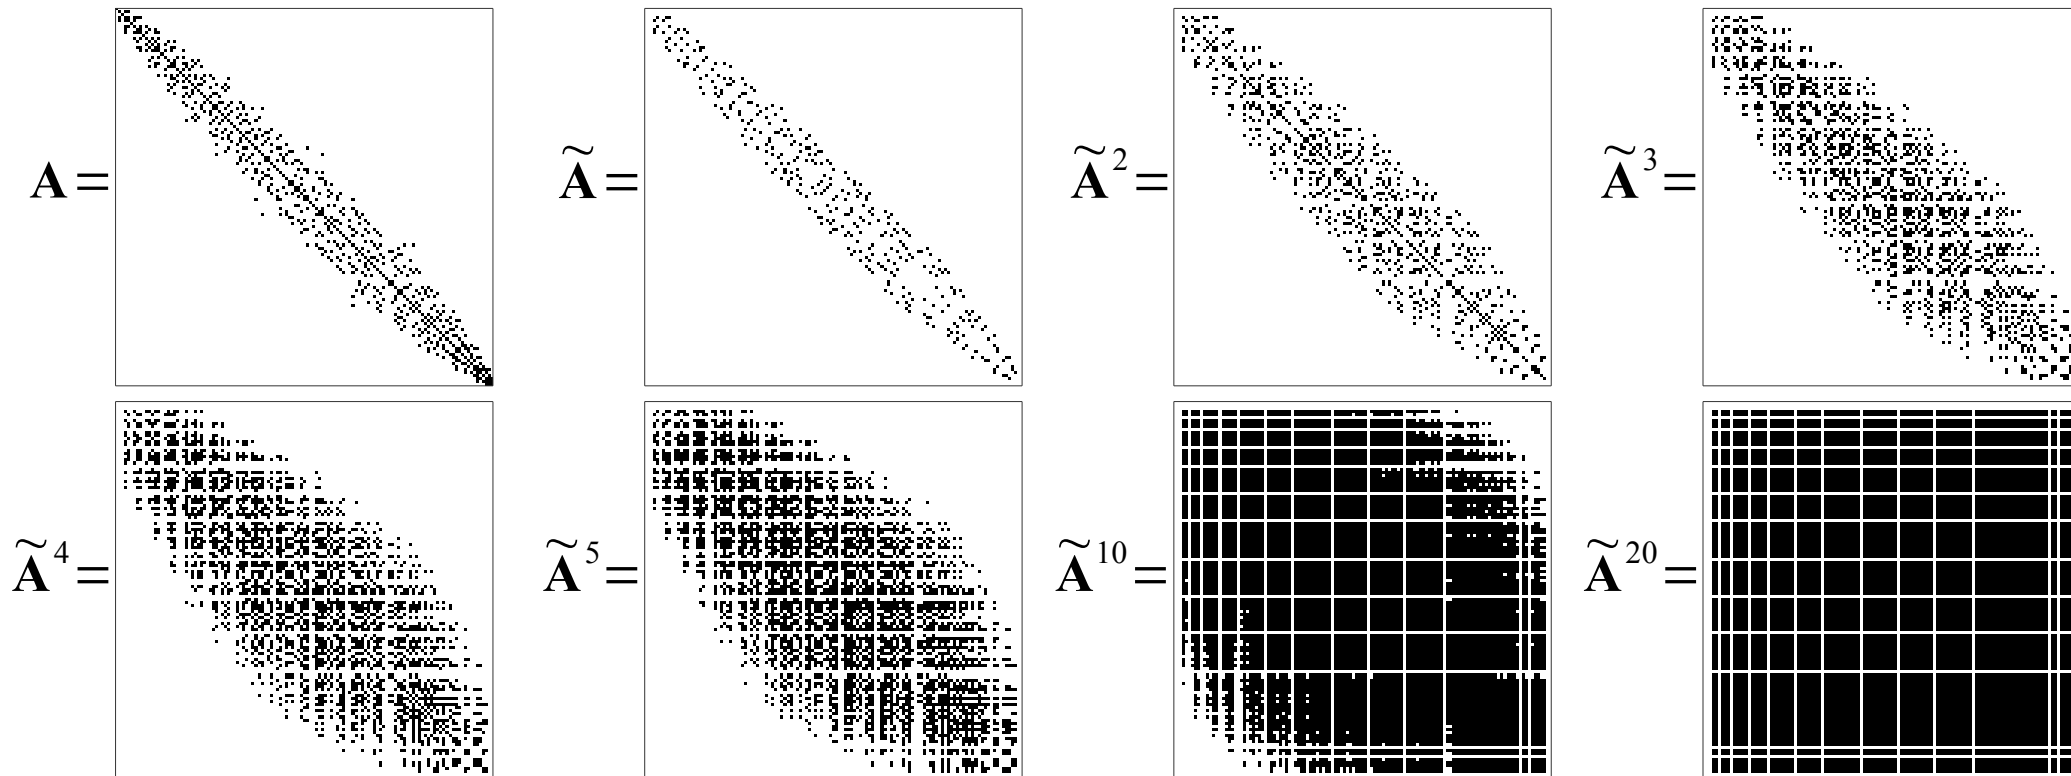 A =
Ã =
Ã² =
Ã³ =
Ã⁴ =
Ã⁵ =
Ã¹⁰ =
Ã²⁰ =